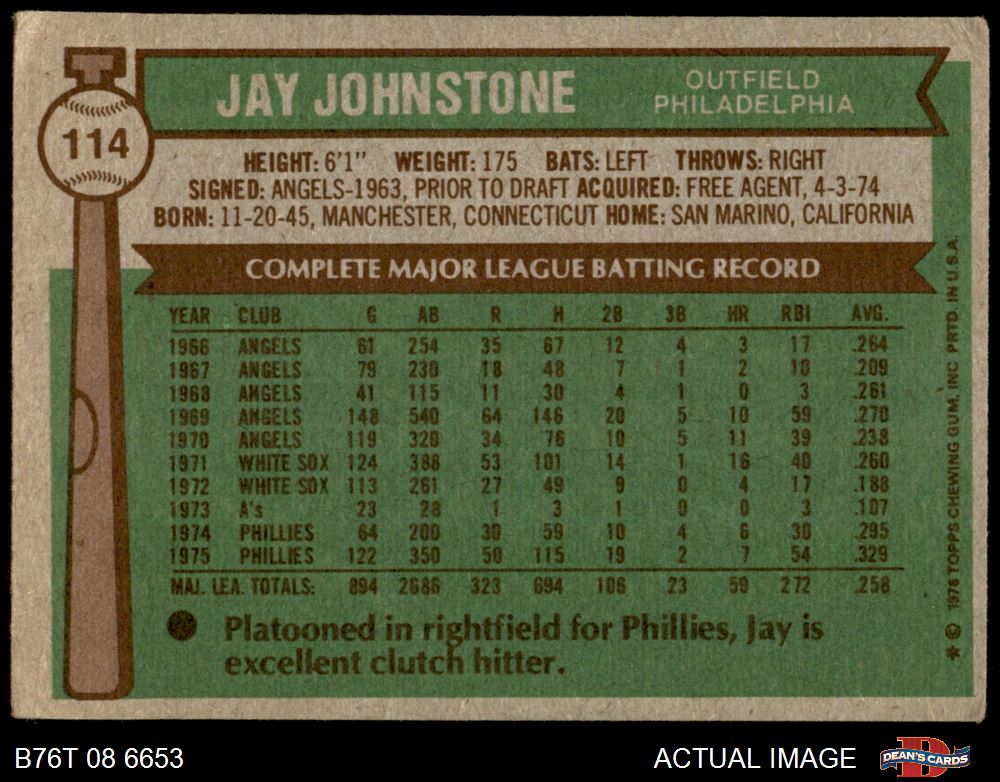 JAY JOHNSTONE
OUTFIELD
PHILADELPHIA
114
HEIGHT: 6'1" WEIGHT: 175 BATS: LEFT THROWS: RIGHT
SIGNED: ANGELS-1963, PRIOR TO DRAFT ACQUIRED: FREE AGENT, 4-3-74
BORN: 11-20-45, MANCHESTER, CONNECTICUT HOME: SAN MARINO, CALIFORNIA
COMPLETE MAJOR LEAGUE BATTING RECORD
YEAR CLUB G AB R H 2B 3B HR RBI AVG.
1966 ANGELS 61 254 35 67 12 4 3 17 .264
1967 ANGELS 79 230 18 48 7 1 2 10 .209
1968 ANGELS 41 115 11 30 4 1 0 3 .261
1969 ANGELS 148 540 64 146 20 5 10 59 .270
1970 ANGELS 119 320 34 76 10 5 11 39 .238
1971 WHITE SOX 124 388 53 101 14 1 16 40 .260
1972 WHITE SOX 113 261 27 49 9 0 4 17 .188
1973 A's 23 28 1 3 1 0 0 3 .107
1974 PHILLIES 64 200 30 59 10 4 6 30 .295
1975 PHILLIES 122 350 50 115 19 2 7 54 .329
MAJ. LEA. TOTALS: 894 2686 323 694 106 23 59 272 .258
● Platooned in rightfield for Phillies, Jay is
excellent clutch hitter.
* © 1976 TOPPS CHEWING GUM, INC PRTD. IN U.S.A.
B76T 08 6653
ACTUAL IMAGE
DEAN'S CARDS